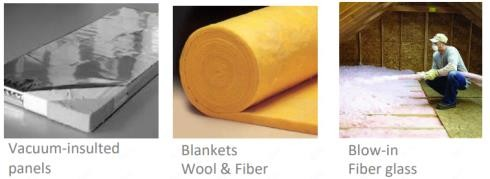 Vacuum-insulted
panels
Blankets
Wool & Fiber
Blow-in
Fiber glass